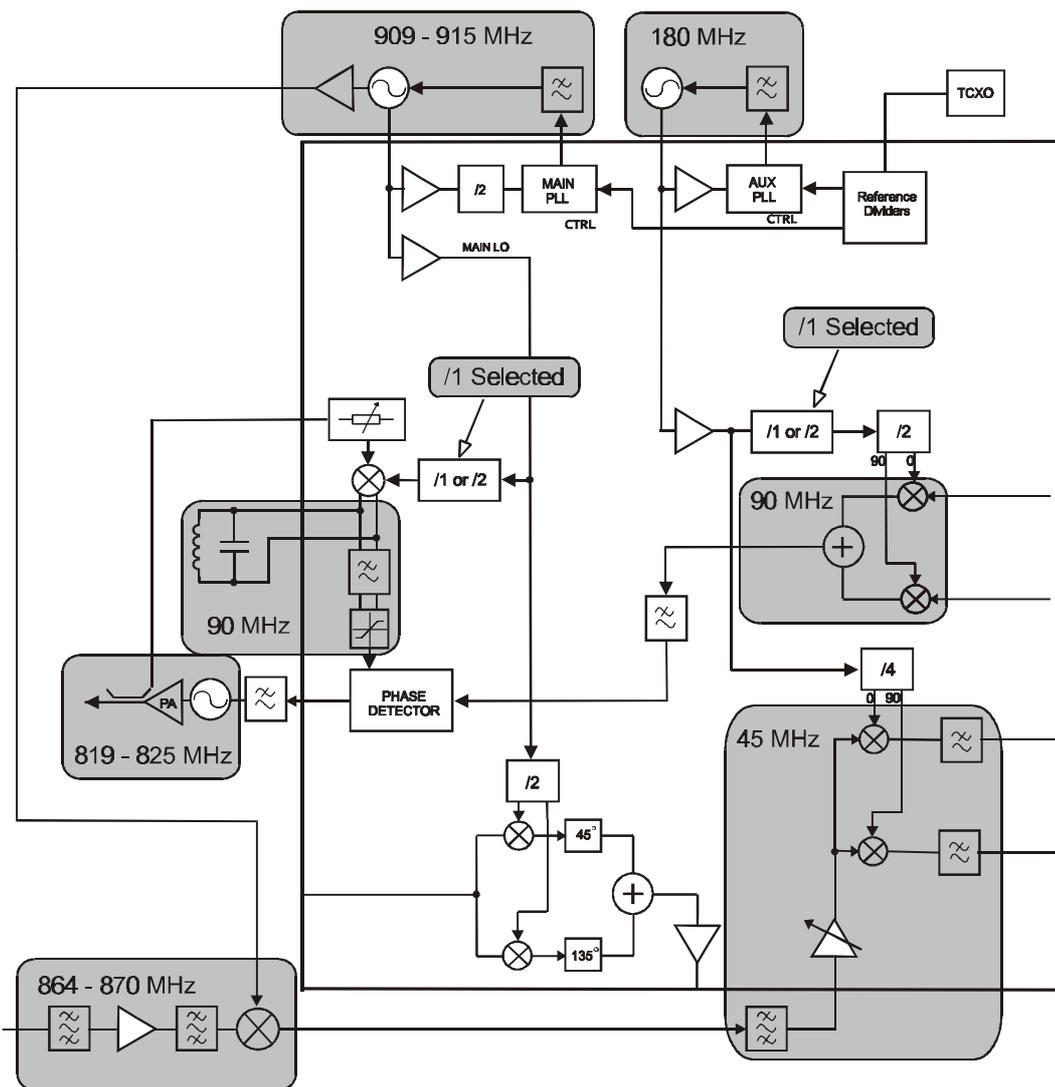 909 - 915 MHz
180 MHz
TCXO
/2
MAIN
PLL
CTRL
AUX
PLL
CTRL
Reference
Dividers
MAIN LO
/1 Selected
/1 Selected
/1 or /2
/1 or /2
/2
90
0
90 MHz
90 MHz
PHASE
DETECTOR
PA
819 - 825 MHz
/4
0
90
45 MHz
/2
45°
135°
864 - 870 MHz